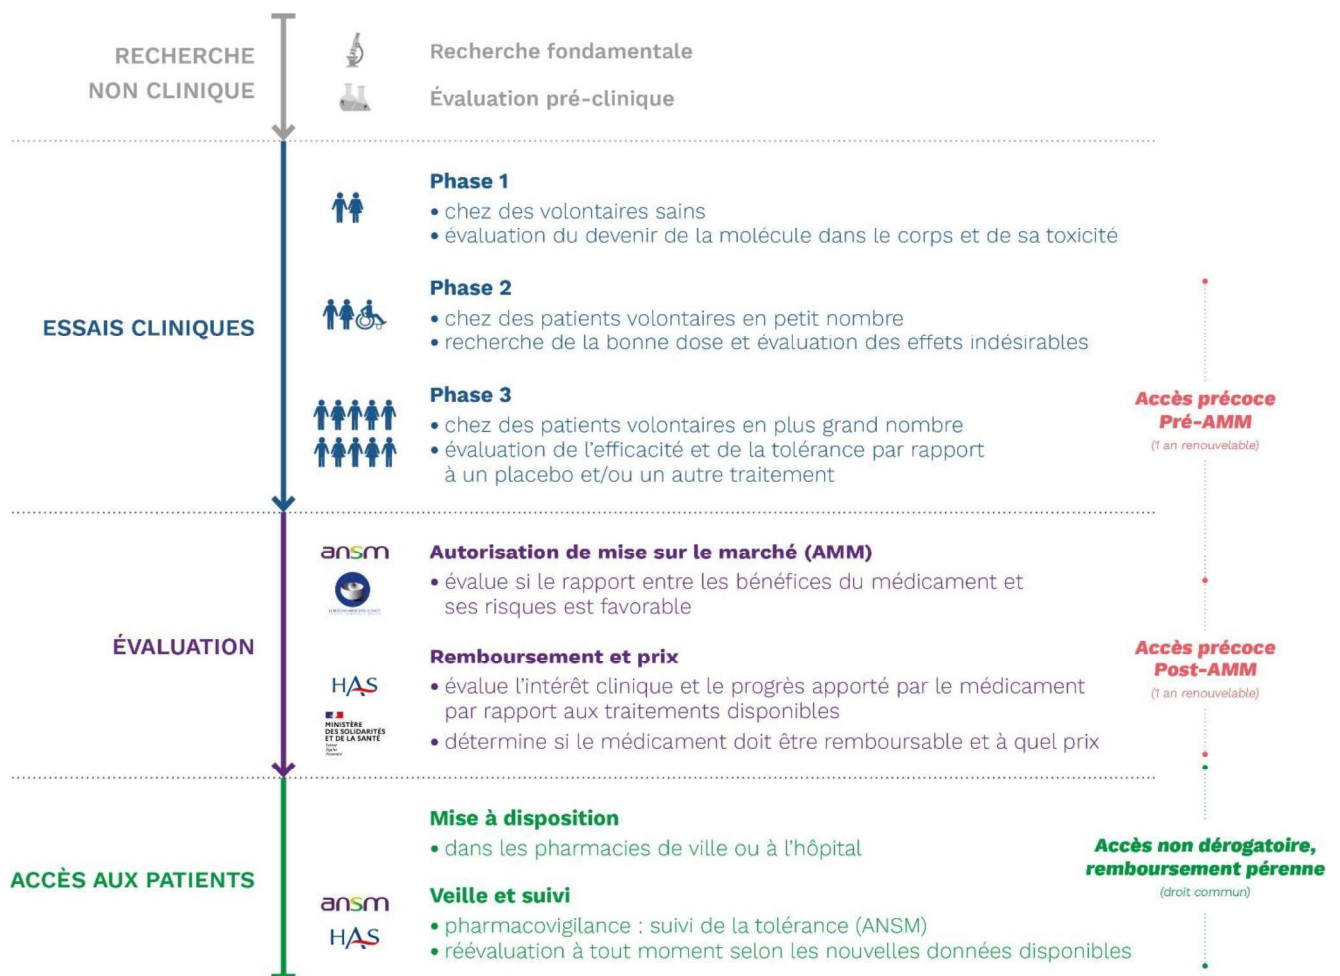 RECHERCHE
NON CLINIQUE
Recherche fondamentale
Évaluation pré-clinique
ESSAIS CLINIQUES
Phase 1
• chez des volontaires sains
• évaluation du devenir de la molécule dans le corps et de sa toxicité
Phase 2
• chez des patients volontaires en petit nombre
• recherche de la bonne dose et évaluation des effets indésirables
Phase 3
• chez des patients volontaires en plus grand nombre
• évaluation de l'efficacité et de la tolérance par rapport
à un placebo et/ou un autre traitement
Accès précoce
Pré-AMM
(1 an renouvelable)
ÉVALUATION
ansm
Autorisation de mise sur le marché (AMM)
• évalue si le rapport entre les bénéfices du médicament et
ses risques est favorable
Remboursement et prix
HAS
• évalue l'intérêt clinique et le progrès apporté par le médicament
par rapport aux traitements disponibles
MINISTÈRE
DES SOLIDARITÉS
ET DE LA SANTÉ
• détermine si le médicament doit être remboursable et à quel prix
Accès précoce
Post-AMM
(1 an renouvelable)
ACCÈS AUX PATIENTS
Mise à disposition
• dans les pharmacies de ville ou à l'hôpital
ansm
HAS
Veille et suivi
• pharmacovigilance : suivi de la tolérance (ANSM)
• réévaluation à tout moment selon les nouvelles données disponibles
Accès non dérogatoire,
remboursement pérenne
(droit commun)